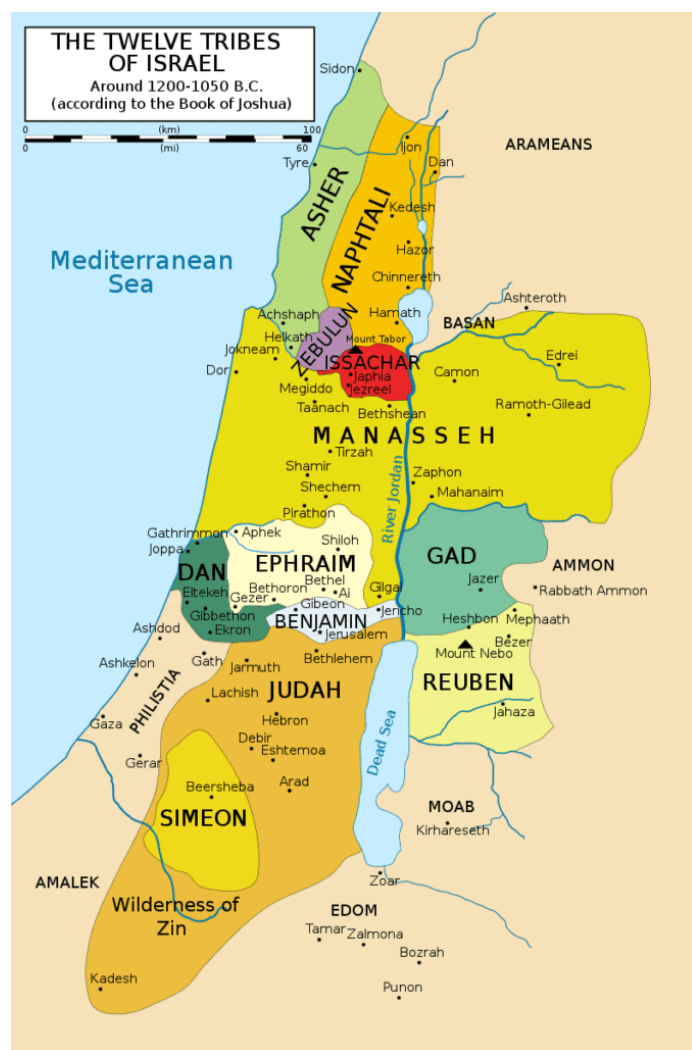 THE TWELVE TRIBES
OF ISRAEL
Around 1200-1050 B.C.
(according to the Book of Joshua)
0 (km) 100
0 (mi) 60
Sidon
Ijon
ARAMEANS
Tyre
Dan
ASHER
NAPHTALI
Kedesh
Hazor
Mediterranean
Sea
Chinnereth
Ashteroth
Achshaph
Hamath
BASAN
Helkath
ZEBULUN
Mount Tabor
Jokneam
ISSACHAR
Edrei
Dor
Japhia
Camon
Megiddo
Jezreel
Taanach
Bethshean
Ramoth-Gilead
MANASSEH
Tirzah
Shamir
Zaphon
Shechem
Mahanaim
River Jordan
Pirathon
Gathrimmon
Aphek
Joppa
Shiloh
EPHRAIM
GAD
DAN
AMMON
Jazer
Rabbath Ammon
Bethel
Eltekeh
Bethoron
Ai
Gilgal
Gezer
Gibeon
Jericho
Gibbethon
BENJAMIN
Heshbon
Mephaath
Ashdod
Ekron
Jerusalem
Bezer
Ashkelon
Gath
Jarmuth
Bethlehem
Mount Nebo
PHILISTIA
Lachish
JUDAH
REUBEN
Gaza
Hebron
Jahaza
Debir
Eshtemoa
Dead Sea
Gerar
Arad
Beersheba
SIMEON
MOAB
Kirhareseth
AMALEK
Zoar
Wilderness of
Zin
EDOM
Tamar
Zalmona
Bozrah
Kadesh
Punon